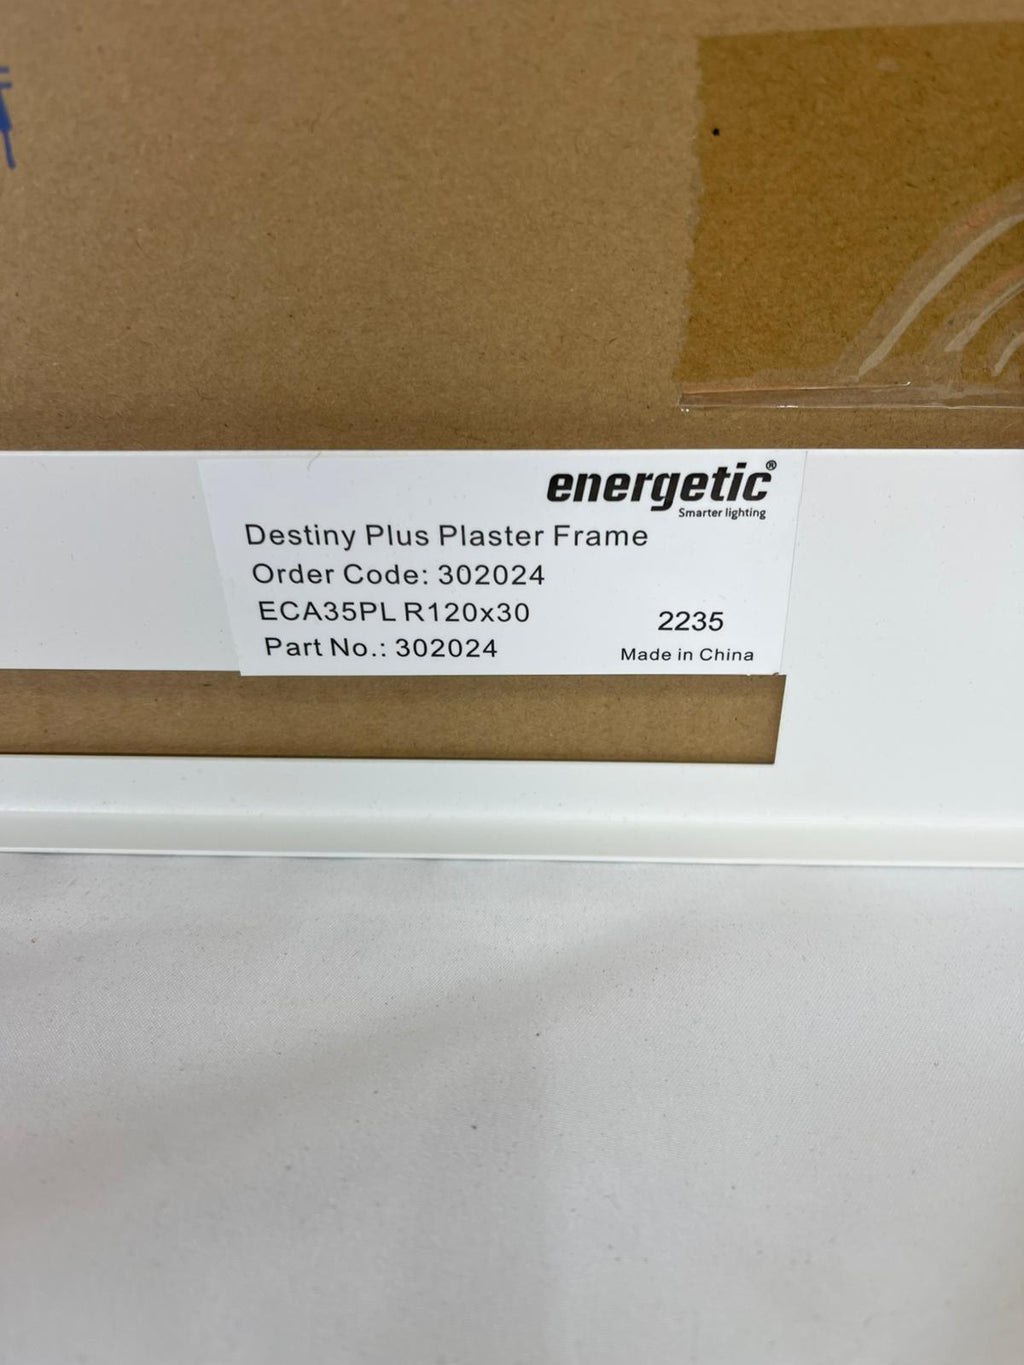 energetic®
Smarter lighting
Destiny Plus Plaster Frame
Order Code: 302024
ECA35PL R120x30
2235
Part No.: 302024
Made in China